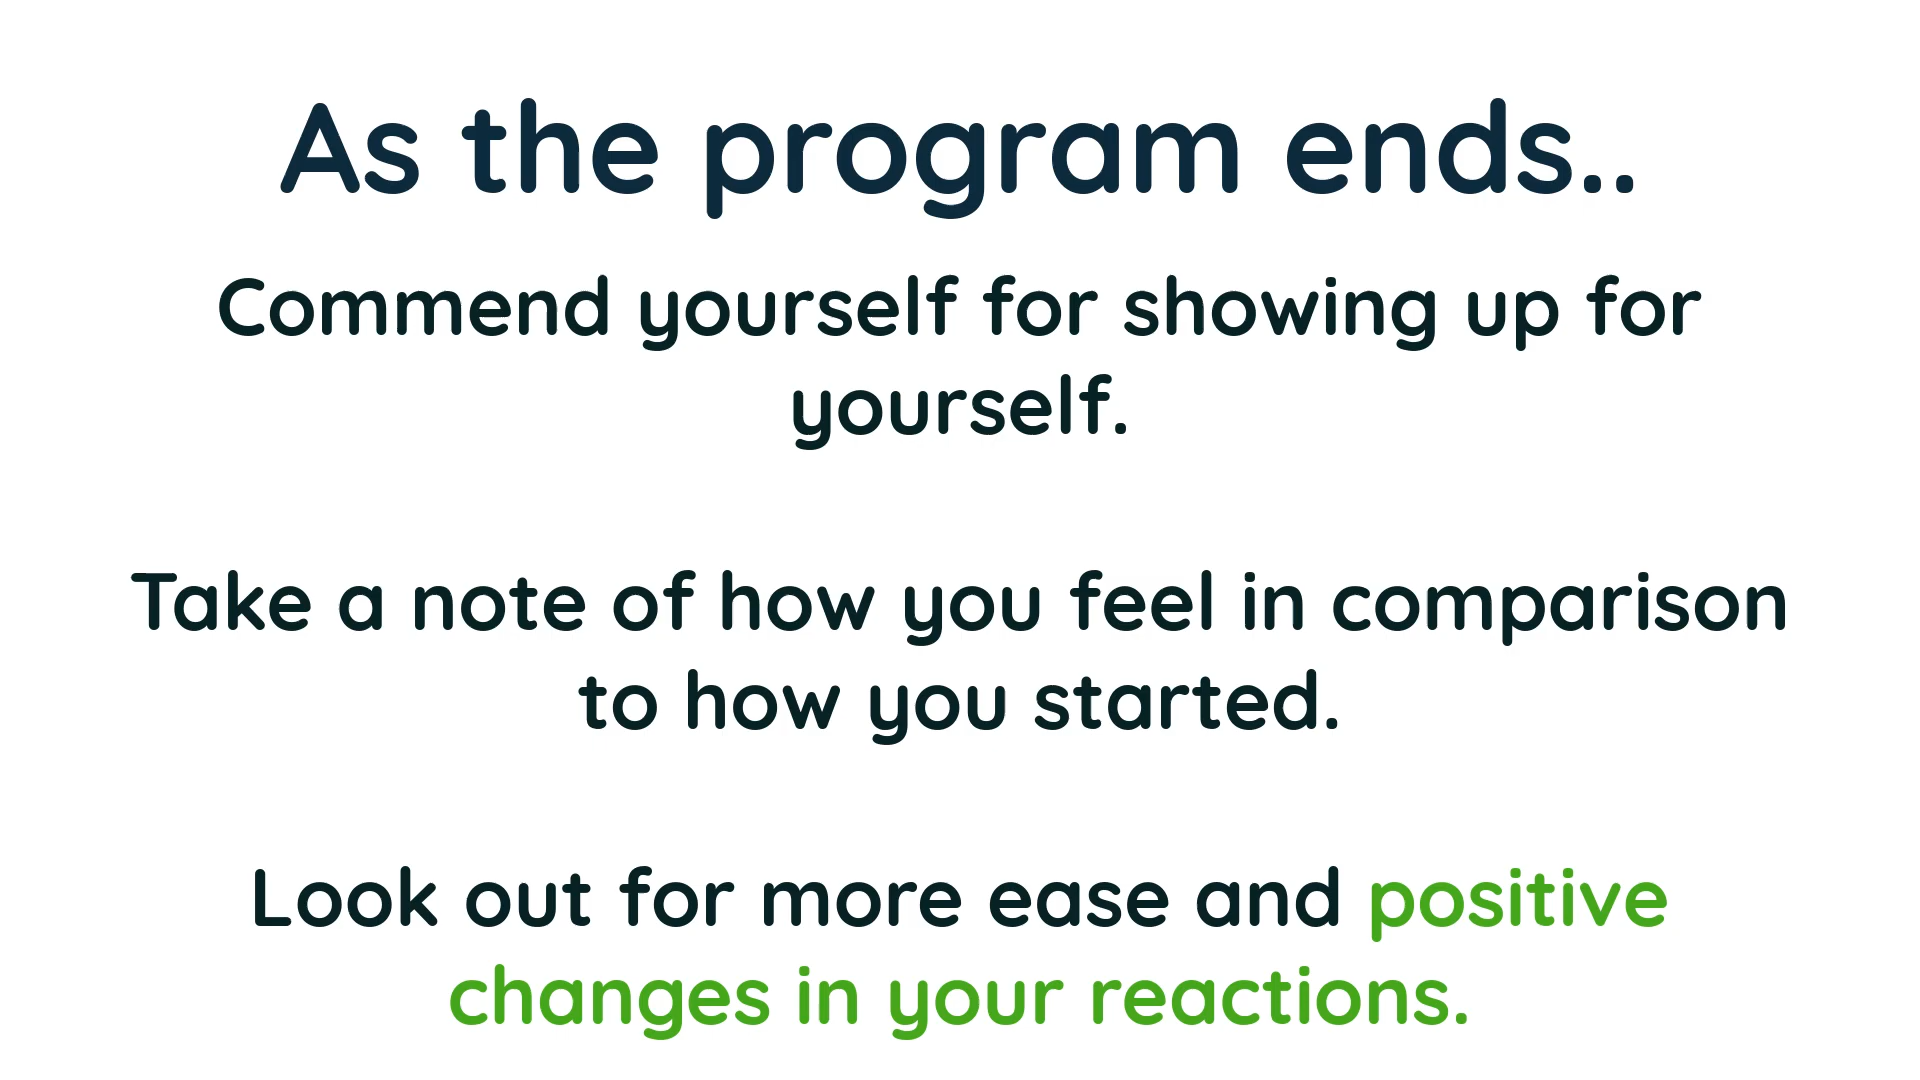 As the program ends..
Commend yourself for showing up for
yourself.
Take a note of how you feel in comparison
to how you started.
Look out for more ease and positive
changes in your reactions.